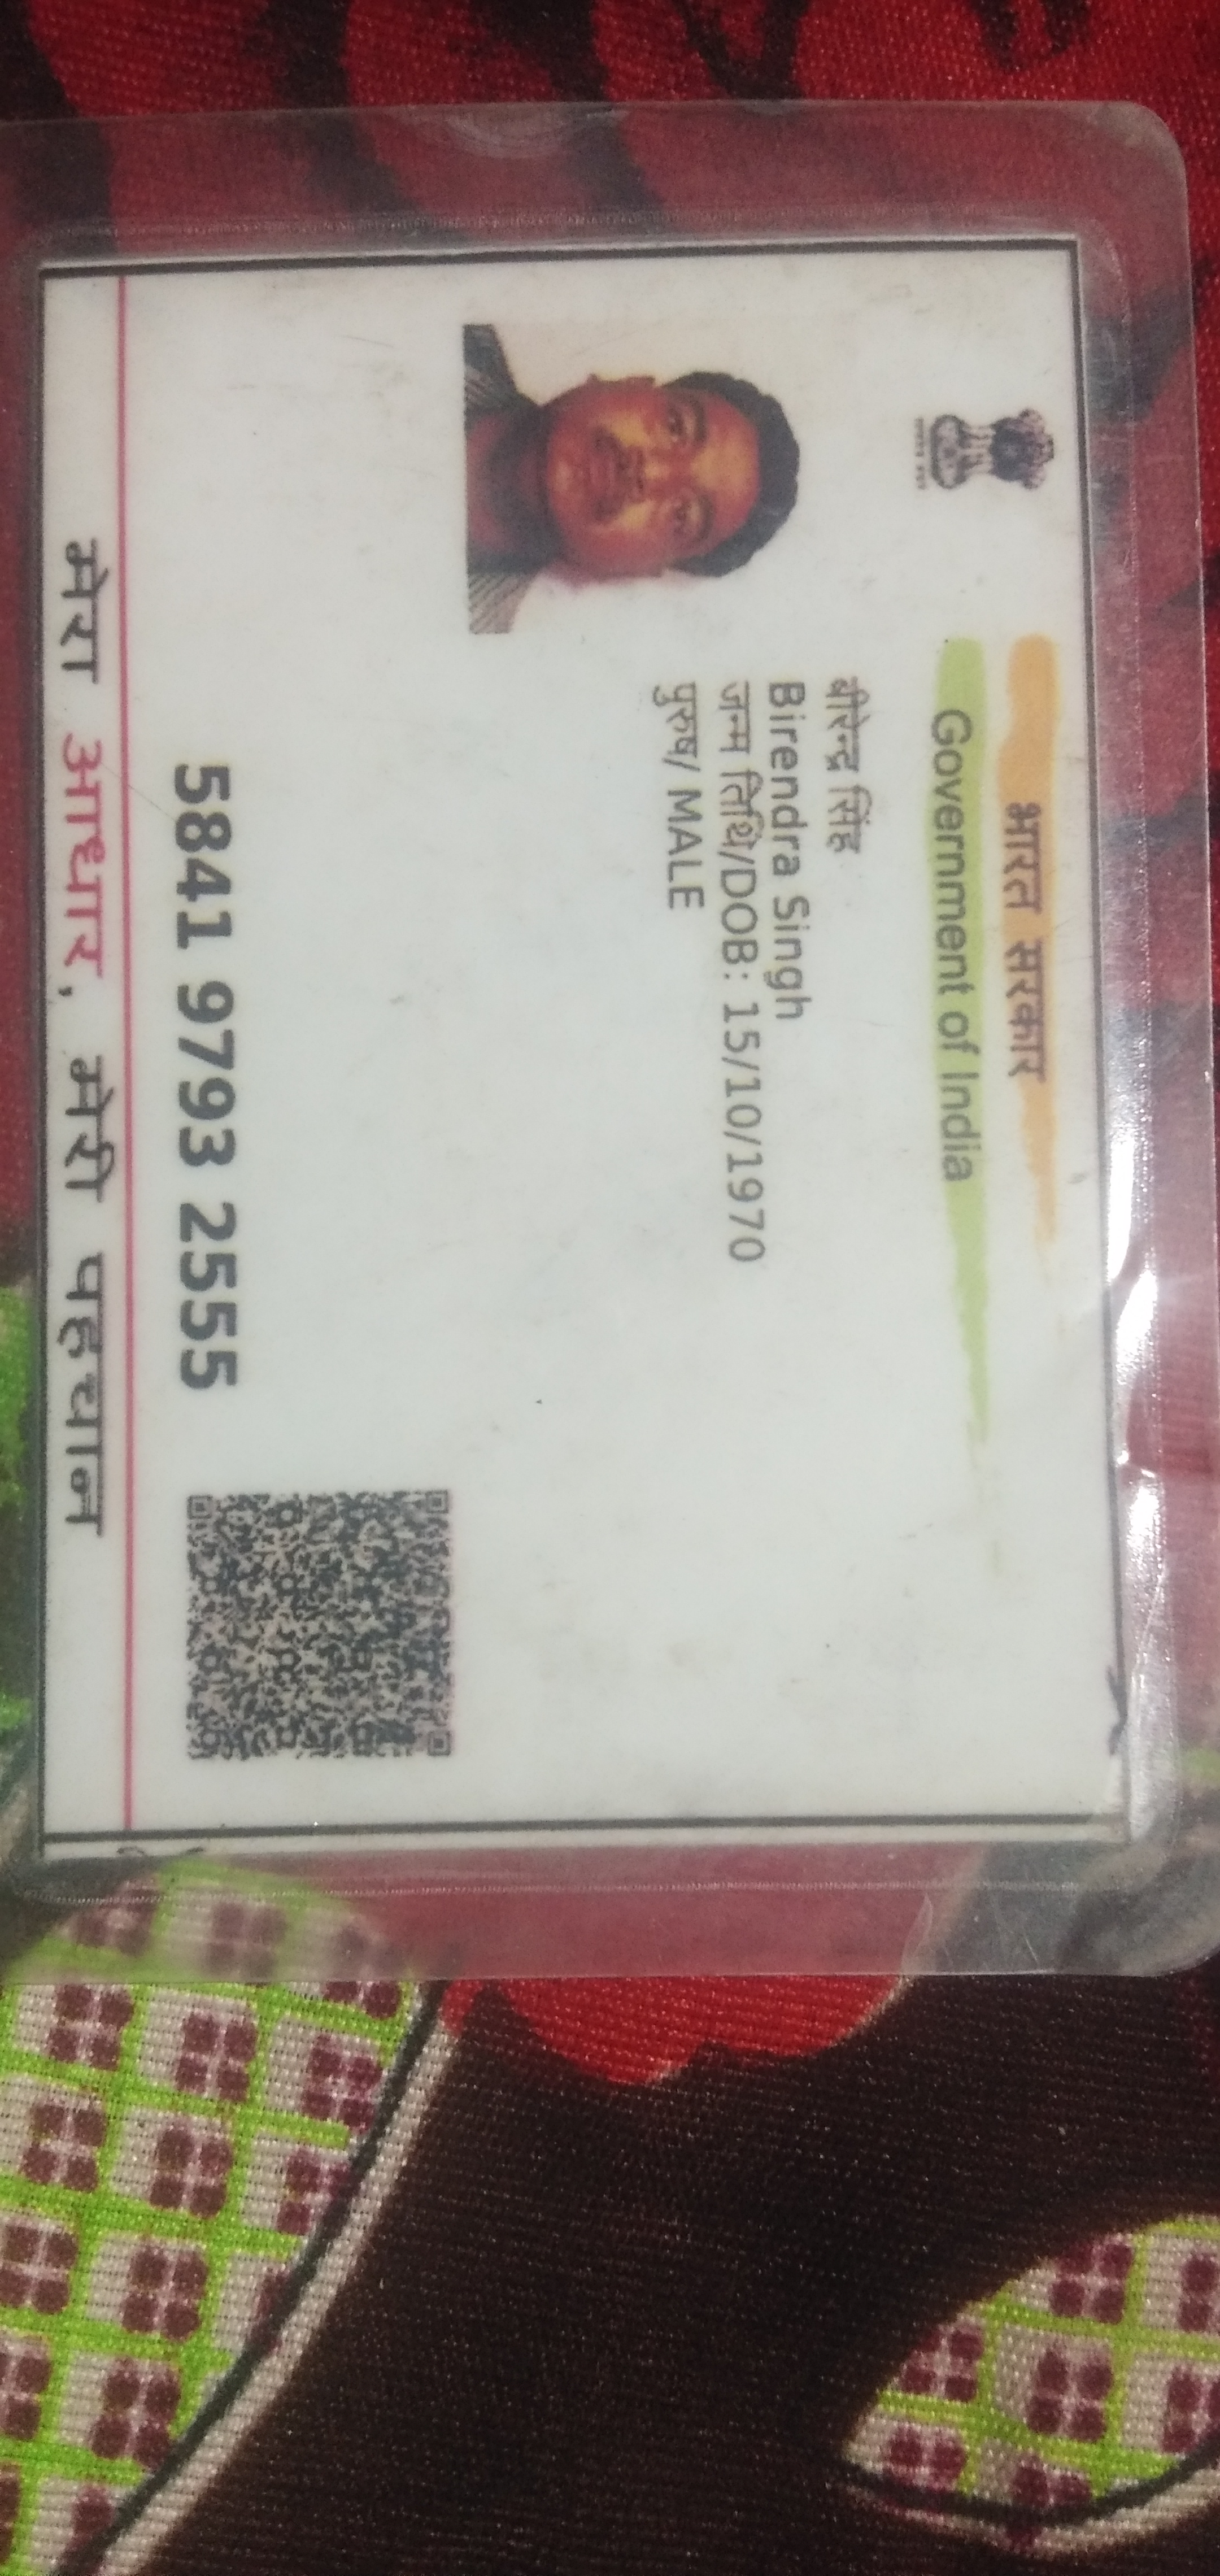 भारत सरकार
Government of India
बीरेन्द्र सिंह
Birendra Singh
जन्म तिथि/DOB: 15/10/1970
पुरुष/ MALE
5841 9793 2555
मेरा आधार, मेरी पहचान